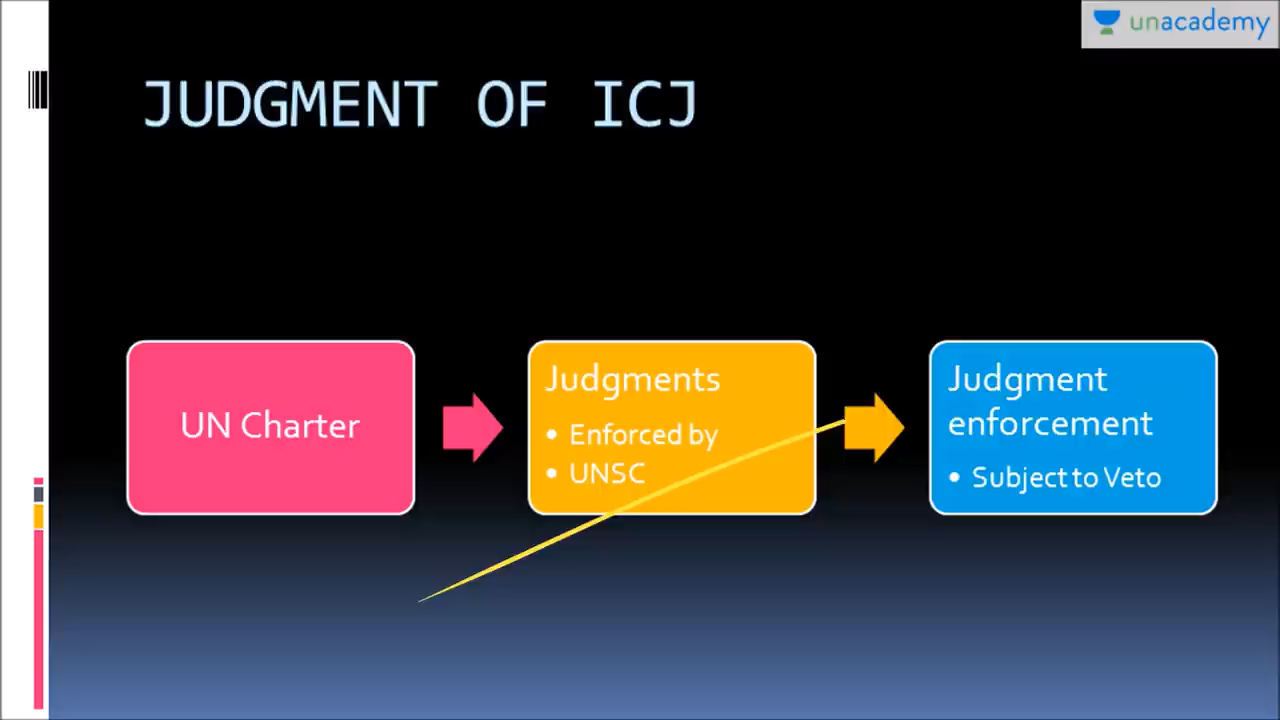 unacademy
JUDGMENT OF ICJ
UN Charter
Judgments
• Enforced by
• UNSC
Judgment
enforcement
• Subject to Veto